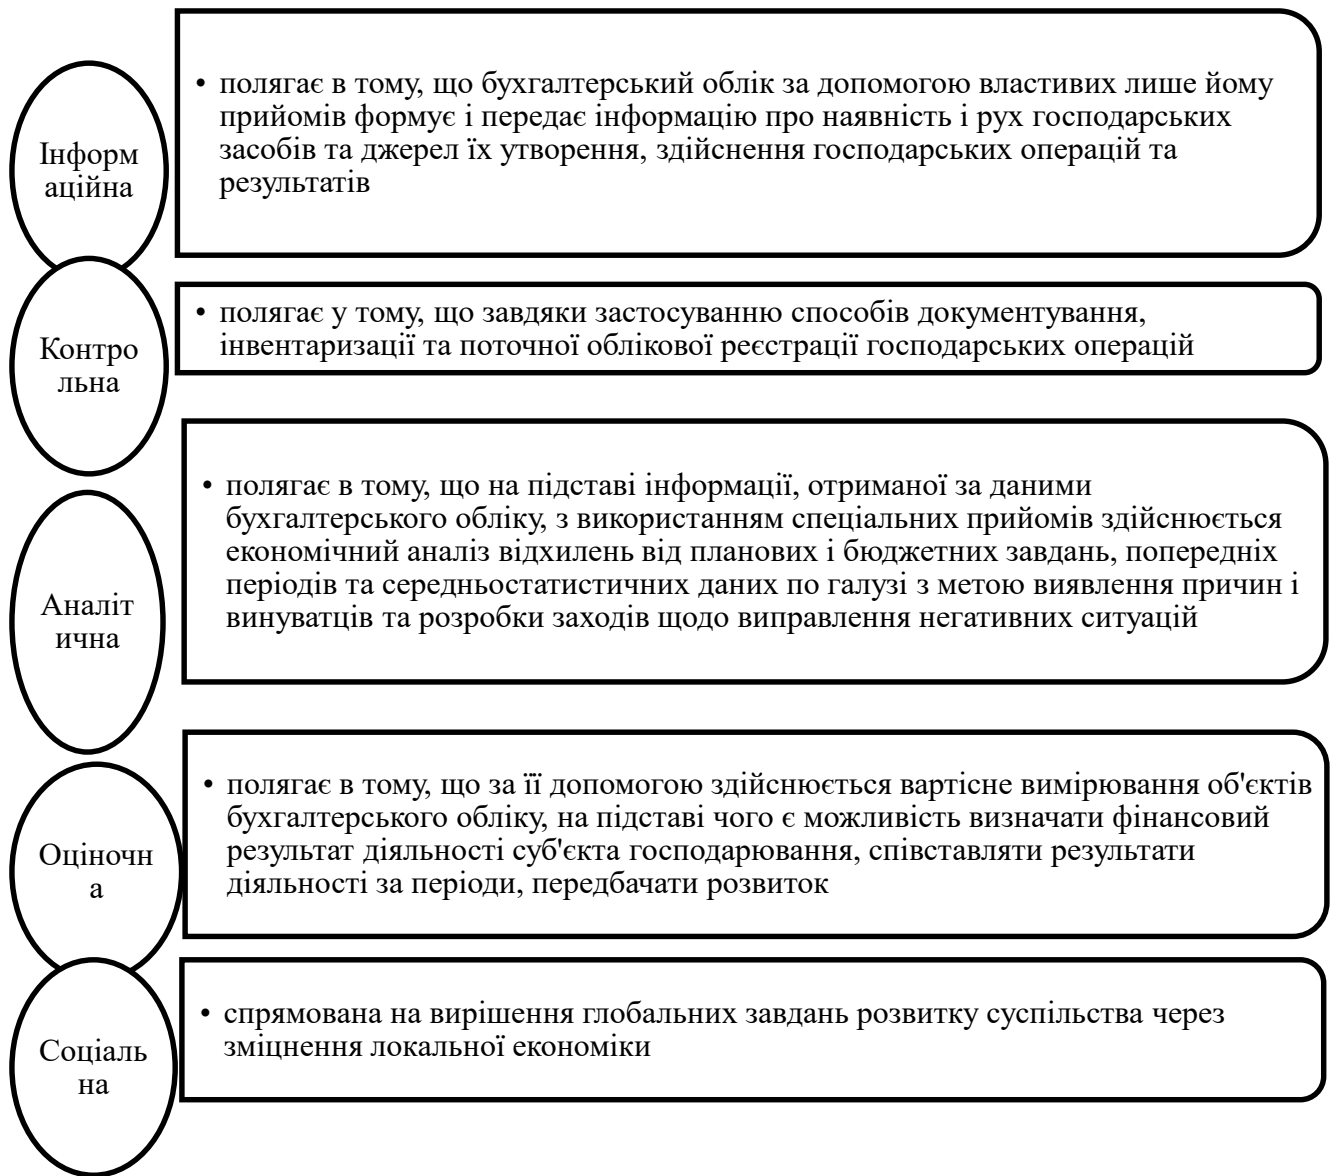 Інформ
аційна
• полягає в тому, що бухгалтерський облік за допомогою властивих лише йому
прийомів формує і передає інформацію про наявність і рух господарських
засобів та джерел їх утворення, здійснення господарських операцій та
результатів
Контро
льна
• полягає у тому, що завдяки застосуванню способів документування,
інвентаризації та поточної облікової реєстрації господарських операцій
Аналіт
ична
• полягає в тому, що на підставі інформації, отриманої за даними
бухгалтерського обліку, з використанням спеціальних прийомів здійснюється
економічний аналіз відхилень від планових і бюджетних завдань, попередніх
періодів та середньостатистичних даних по галузі з метою виявлення причин і
винуватців та розробки заходів щодо виправлення негативних ситуацій
Оціночн
а
• полягає в тому, що за її допомогою здійснюється вартісне вимірювання об'єктів
бухгалтерського обліку, на підставі чого є можливість визначати фінансовий
результат діяльності суб'єкта господарювання, співставляти результати
діяльності за періоди, передбачати розвиток
Соціаль
на
• спрямована на вирішення глобальних завдань розвитку суспільства через
зміцнення локальної економіки